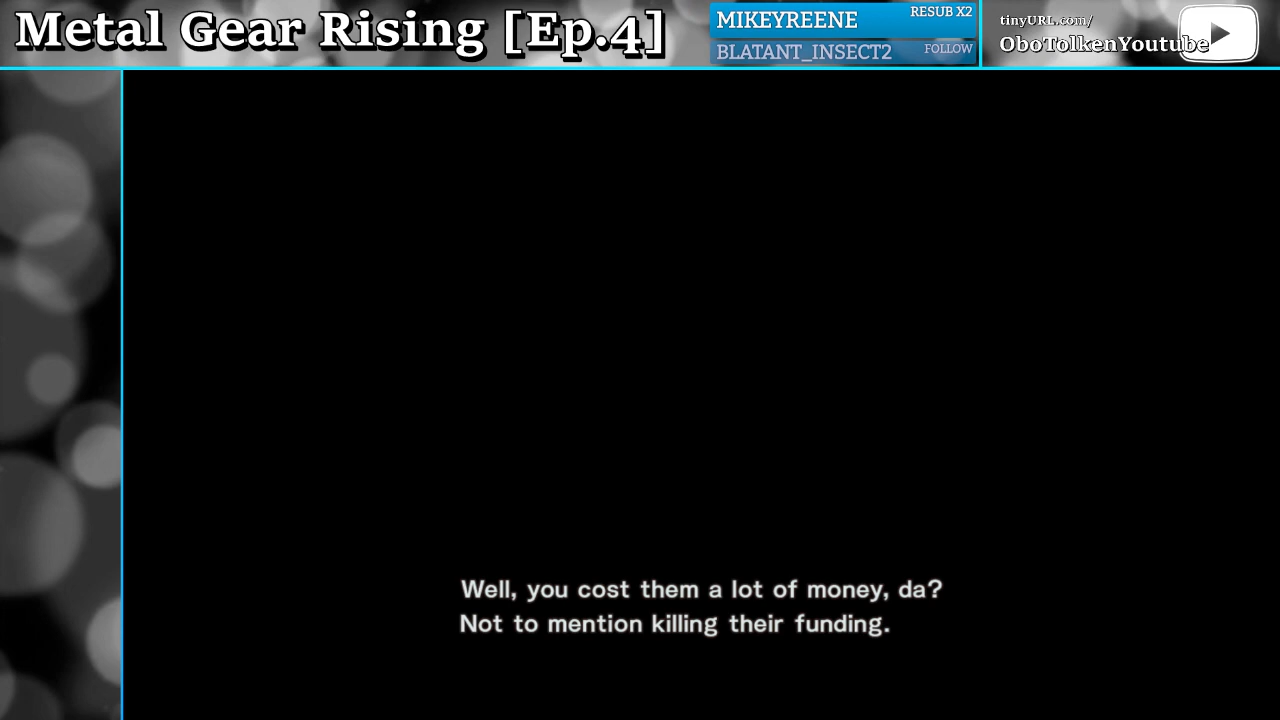 Metal Gear Rising [Ep.4]
MIKEYREENE
RESUB X2
BLATANT_INSECT2
FOLLOW
tinyURL.com/
OboTolkenYoutube
Well, you cost them a lot of money, da?
Not to mention killing their funding.